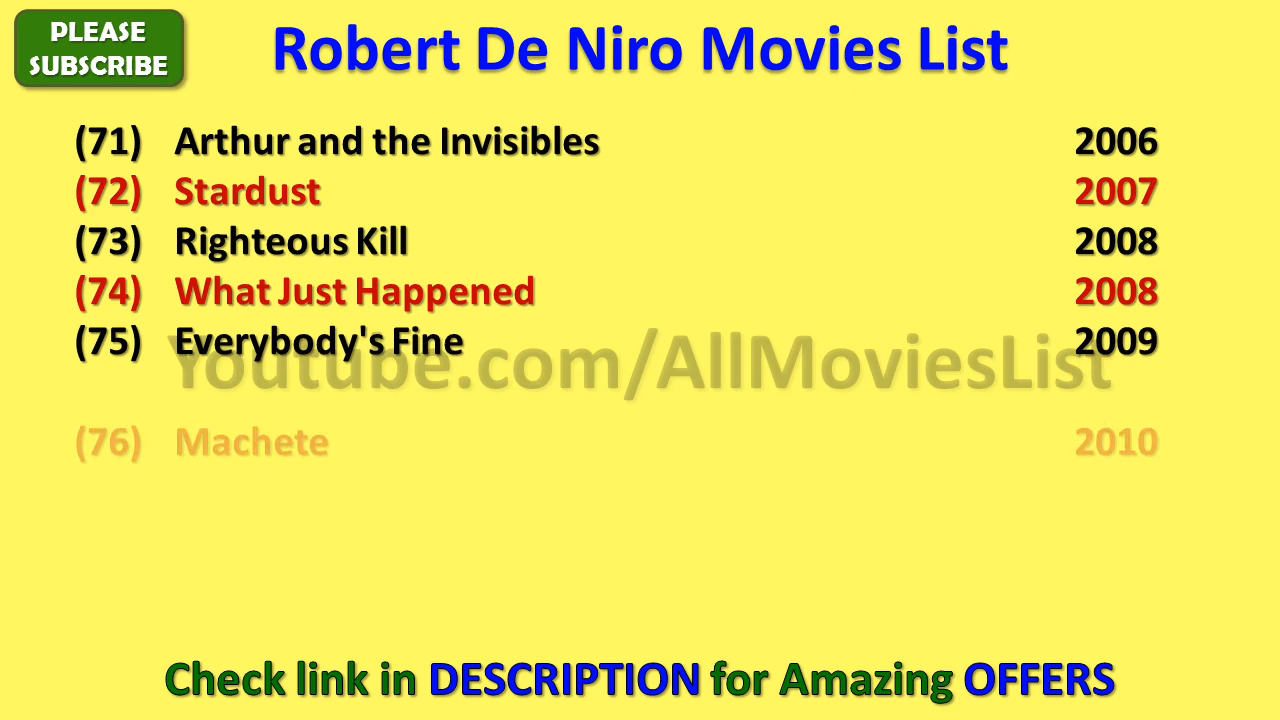 PLEASE
SUBSCRIBE
Robert De Niro Movies List
(71) Arthur and the Invisibles 2006
(72) Stardust 2007
(73) Righteous Kill 2008
(74) What Just Happened 2008
(75) Everybody's Fine 2009
Youtube.com/AllMoviesList
(76) Machete 2010
Check link in DESCRIPTION for Amazing OFFERS